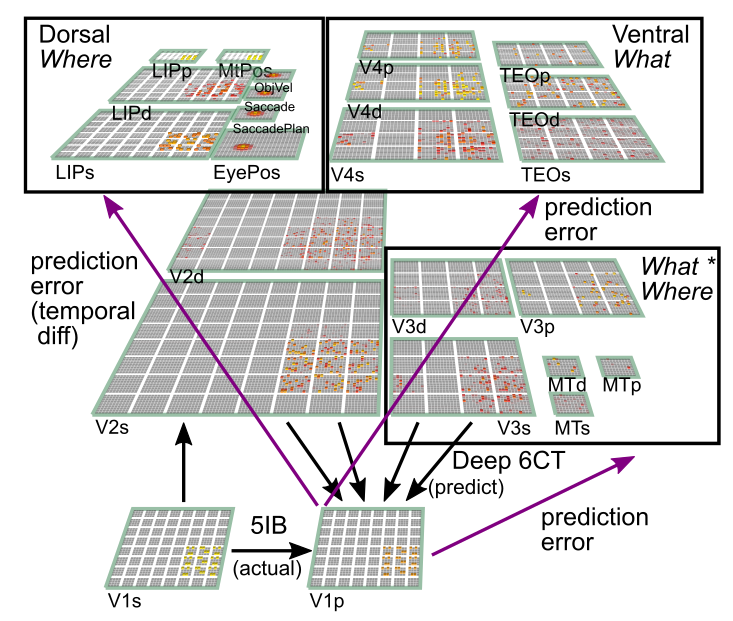 Dorsal
Where
LIPp
MtPos
ObjVel
LIPd
Saccade
SaccadePlan
LIPs
EyePos
Ventral
What
V4p
TEOp
V4d
TEOd
V4s
TEOs
prediction
error
prediction
error
(temporal
diff)
V2d
What *
Where
V3d
V3p
MTd
MTp
V2s
V3s
MTs
Deep 6CT
(predict)
5IB
(actual)
prediction
error
V1s
V1p